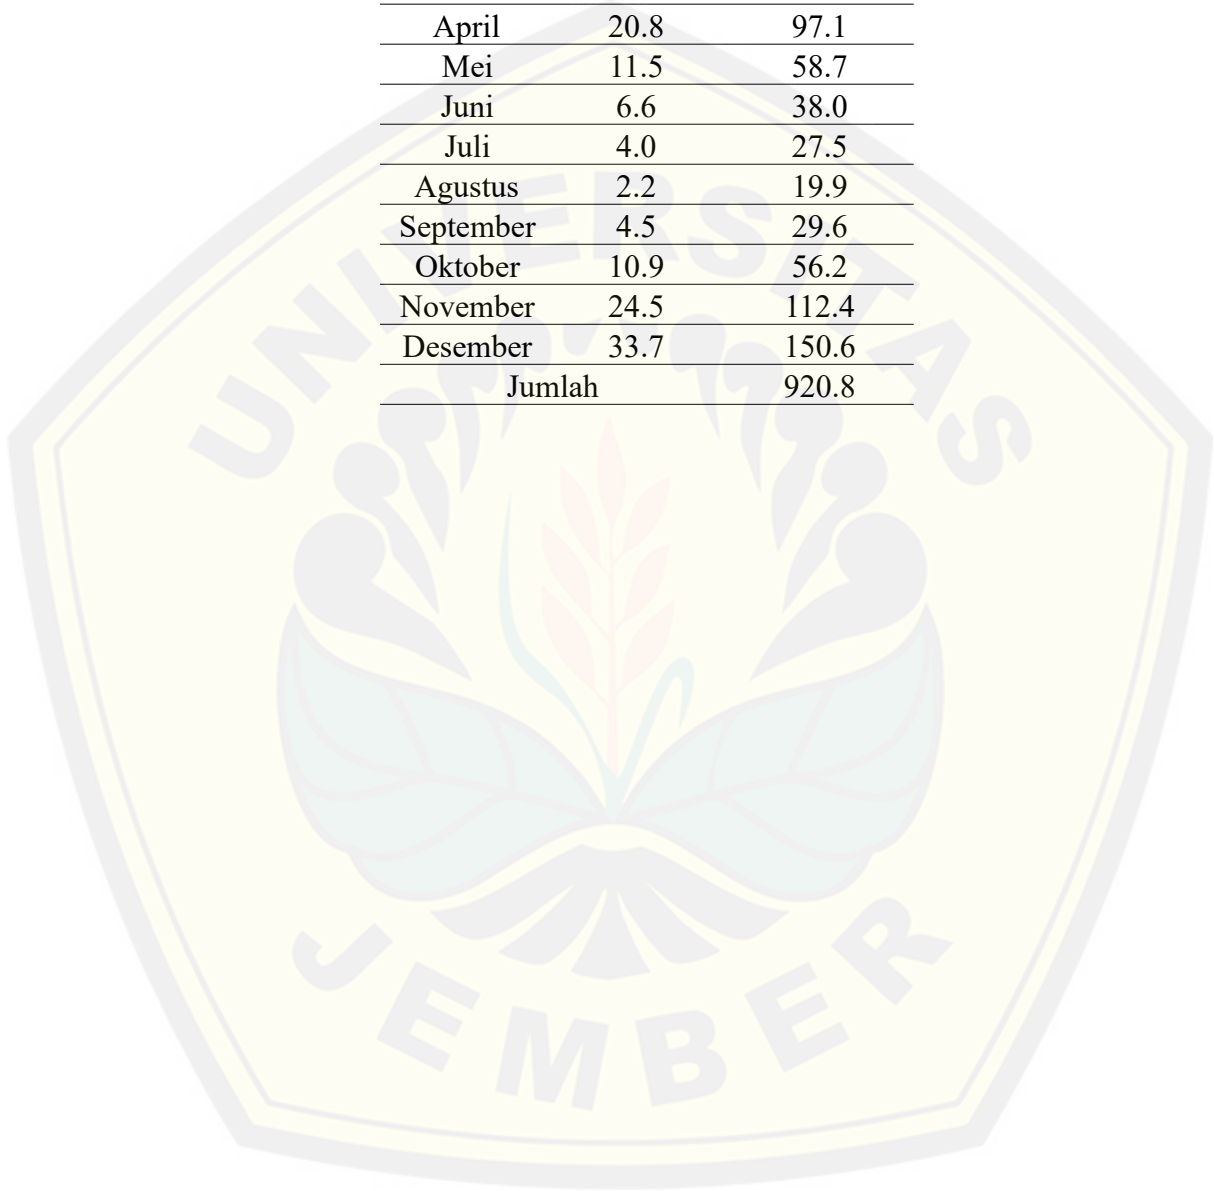 April 20.8 97.1
Mei 11.5 58.7
Juni 6.6 38.0
Juli 4.0 27.5
Agustus 2.2 19.9
September 4.5 29.6
Oktober 10.9 56.2
November 24.5 112.4
Desember 33.7 150.6
Jumlah 920.8
UNIVERSITAS
JEMBER